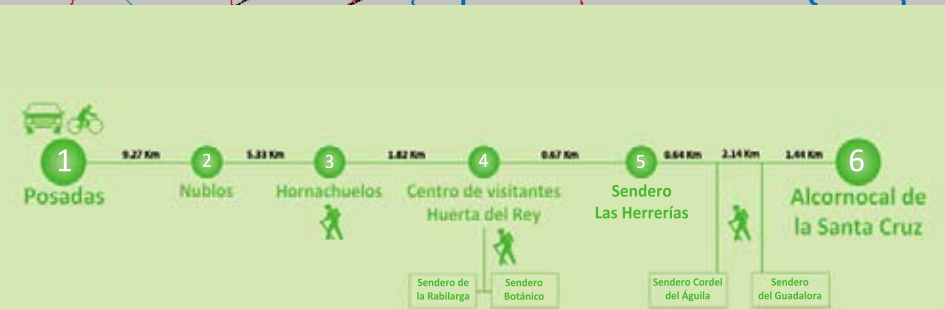 9.27 Km
5.33 Km
1.82 Km
0.67 Km
0.64 Km
2.14 Km
1.44 Km
1
2
3
4
5
6
Posadas
Nublos
Hornachuelos
Centro de visitantes
Huerta del Rey
Sendero
Las Herrerías
Alcornocal de
la Santa Cruz
Sendero de
la Rabilarga
Sendero
Botánico
Sendero Cordel
del Águila
Sendero
del Guadalora